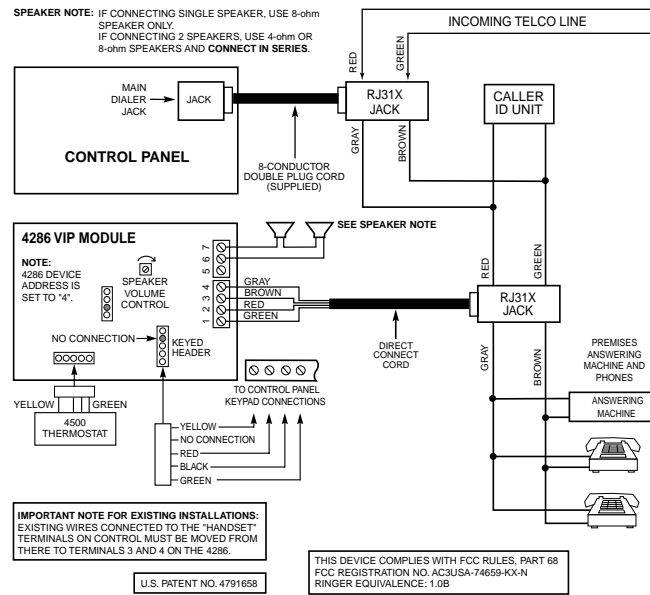 SPEAKER NOTE: IF CONNECTING SINGLE SPEAKER, USE 8-ohm
SPEAKER ONLY.
IF CONNECTING 2 SPEAKERS, USE 4-ohm OR
8-ohm SPEAKERS AND CONNECT IN SERIES.
INCOMING TELCO LINE
RED
GREEN
MAIN
DIALER
JACK
JACK
RJ31X
JACK
CALLER
ID UNIT
GRAY
BROWN
CONTROL PANEL
8-CONDUCTOR
DOUBLE PLUG CORD
(SUPPLIED)
4286 VIP MODULE
SEE SPEAKER NOTE
NOTE:
4286 DEVICE
ADDRESS IS
SET TO "4".
SPEAKER
VOLUME
CONTROL
7
6
5
4
3
2
1
GRAY
BROWN
RED
GREEN
RED
GREEN
RJ31X
JACK
NO CONNECTION
KEYED
HEADER
DIRECT
CONNECT
CORD
GRAY
BROWN
PREMISES
ANSWERING
MACHINE AND
PHONES
ANSWERING
MACHINE
TO CONTROL PANEL
KEYPAD CONNECTIONS
YELLOW
GREEN
4500
THERMOSTAT
YELLOW
NO CONNECTION
RED
BLACK
GREEN
IMPORTANT NOTE FOR EXISTING INSTALLATIONS:
EXISTING WIRES CONNECTED TO THE "HANDSET"
TERMINALS ON CONTROL MUST BE MOVED FROM
THERE TO TERMINALS 3 AND 4 ON THE 4286.
U.S. PATENT NO. 4791658
THIS DEVICE COMPLIES WITH FCC RULES, PART 68
FCC REGISTRATION NO. AC3USA-74659-KX-N
RINGER EQUIVALENCE: 1.0B